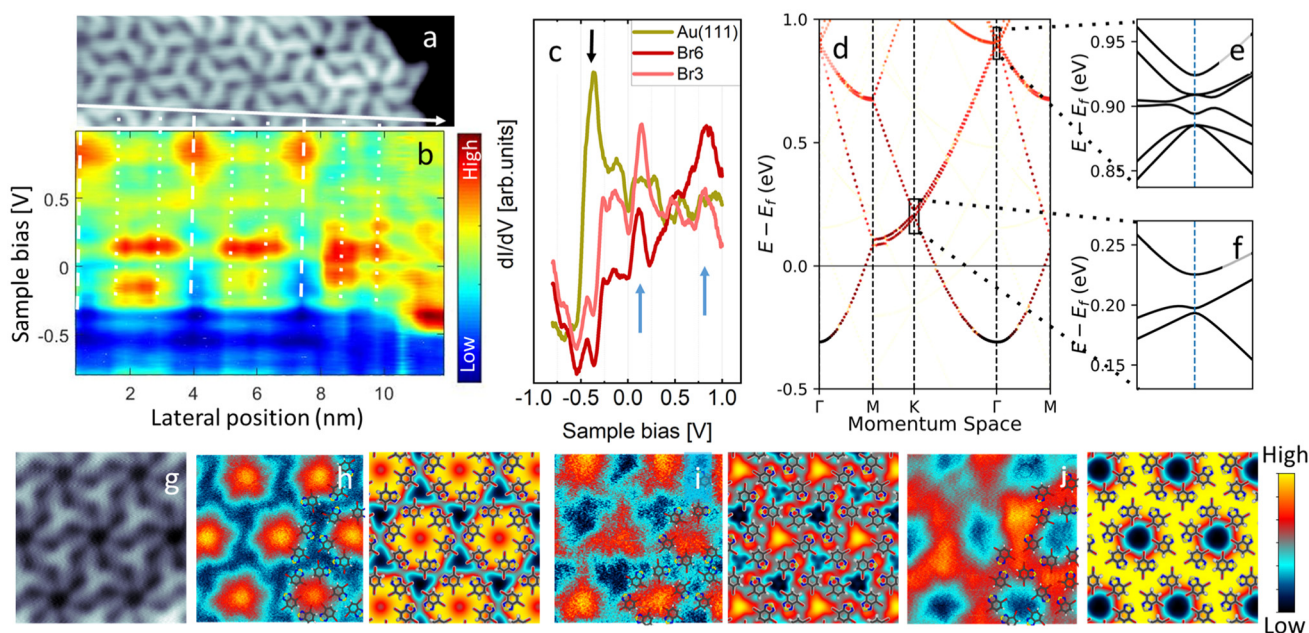 a
b
High
Low
Sample bias [V]
0.5
0
-0.5
2
4
6
8
10
Lateral position (nm)
c
Au(111)
Br6
Br3
dI/dV [arb.units]
-1.0
-0.5
0.0
0.5
1.0
Sample bias [V]
d
E − Ef (eV)
1.0
0.5
0.0
-0.5
Γ
M
K
Γ
M
Momentum Space
e
E − Ef (eV)
0.95
0.90
0.85
f
E − Ef (eV)
0.25
0.20
0.15
g
h
i
j
High
Low